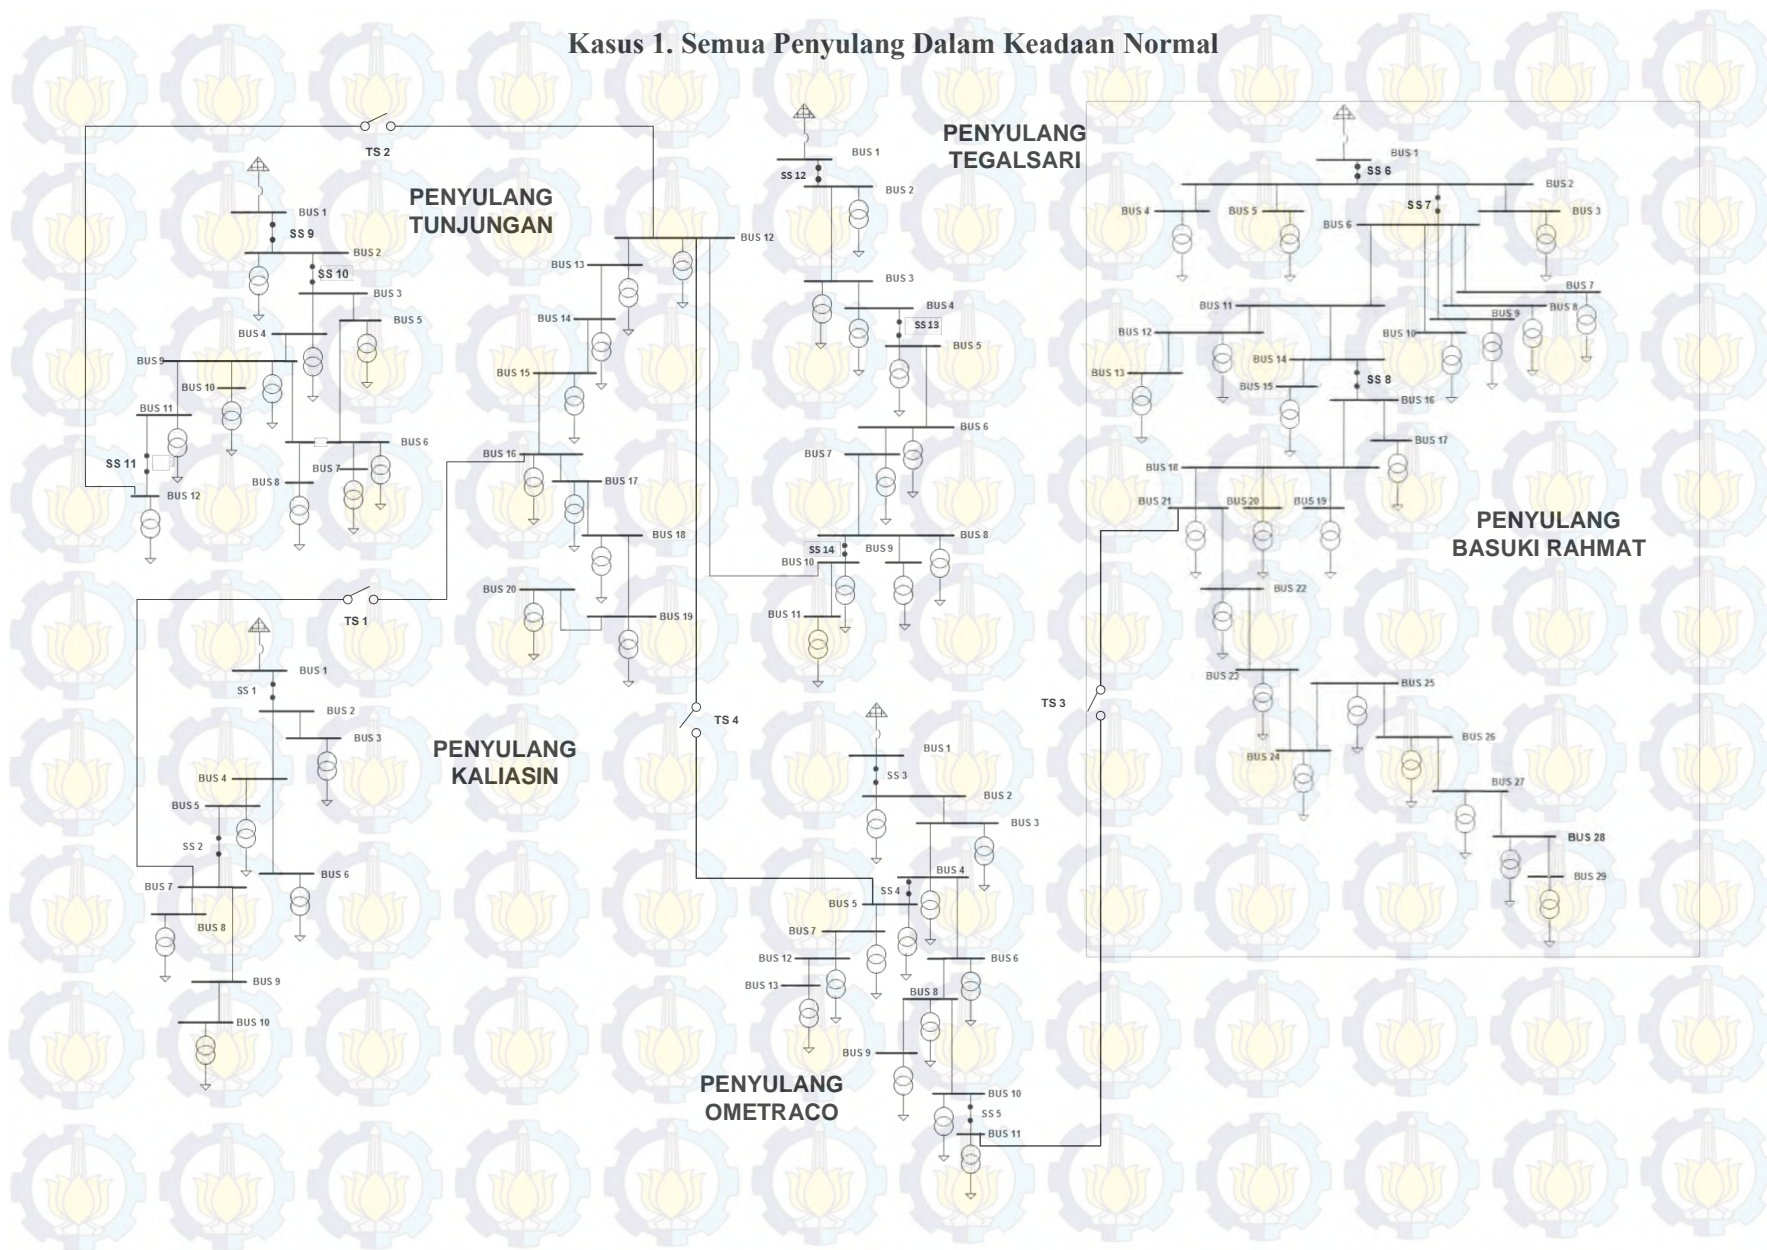 Kasus 1. Semua Penyulang Dalam Keadaan Normal
TS 2
PENYULANG
TUNJUNGAN
BUS 1
SS 9
BUS 2
SS 10
BUS 3
BUS 4
BUS 5
BUS 9
BUS 10
BUS 11
BUS 6
BUS 7
BUS 8
SS 11
BUS 12
PENYULANG
TEGALSARI
BUS 1
SS 12
BUS 2
BUS 3
BUS 4
SS 13
BUS 5
BUS 6
BUS 7
BUS 8
SS 14
BUS 9
BUS 10
BUS 11
BUS 12
BUS 13
BUS 14
BUS 15
BUS 16
BUS 17
BUS 18
BUS 20
BUS 19
TS 1
PENYULANG
KALIASIN
BUS 1
SS 1
BUS 2
BUS 3
BUS 4
BUS 5
SS 2
BUS 6
BUS 7
BUS 8
BUS 9
BUS 10
TS 4
PENYULANG
OMETRACO
BUS 1
SS 3
BUS 2
BUS 3
BUS 4
SS 4
BUS 5
BUS 7
BUS 12
BUS 6
BUS 13
BUS 8
BUS 9
BUS 10
SS 5
BUS 11
TS 3
PENYULANG
BASUKI RAHMAT
BUS 1
SS 6
BUS 2
SS 7
BUS 4
BUS 5
BUS 3
BUS 6
BUS 7
BUS 11
BUS 8
BUS 9
BUS 12
BUS 10
BUS 14
BUS 13
BUS 15
SS 8
BUS 16
BUS 17
BUS 18
BUS 21
BUS 20
BUS 19
BUS 22
BUS 23
BUS 25
BUS 24
BUS 26
BUS 27
BUS 28
BUS 29